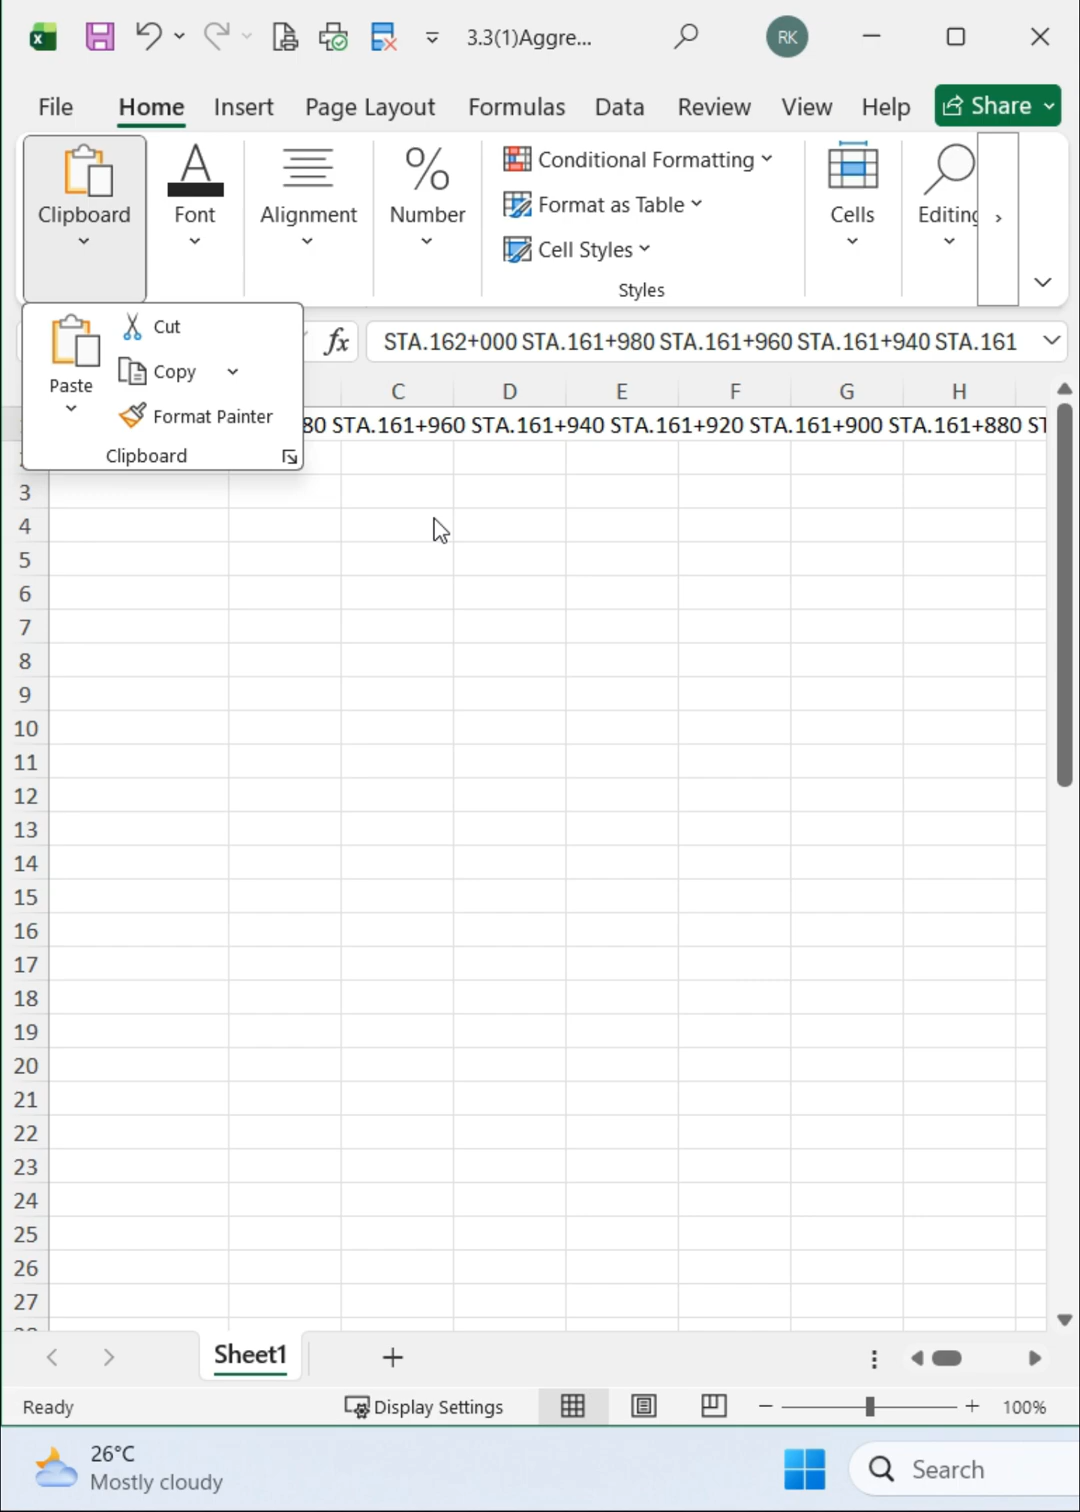 3.3(1)Aggre... RK
File Home Insert Page Layout Formulas Data Review View Help Share
Clipboard Font Alignment Number Conditional Formatting Format as Table Cell Styles Styles Cells Editing
Paste Cut
Copy
Format Painter
Clipboard
fx STA.162+000 STA.161+980 STA.161+960 STA.161+940 STA.161
C D E F G H
80 STA.161+960 STA.161+940 STA.161+920 STA.161+900 STA.161+880 ST
3
4
5
6
7
8
9
10
11
12
13
14
15
16
17
18
19
20
21
22
23
24
25
26
27
Sheet1
Ready Display Settings 100%
26°C
Mostly cloudy
Search